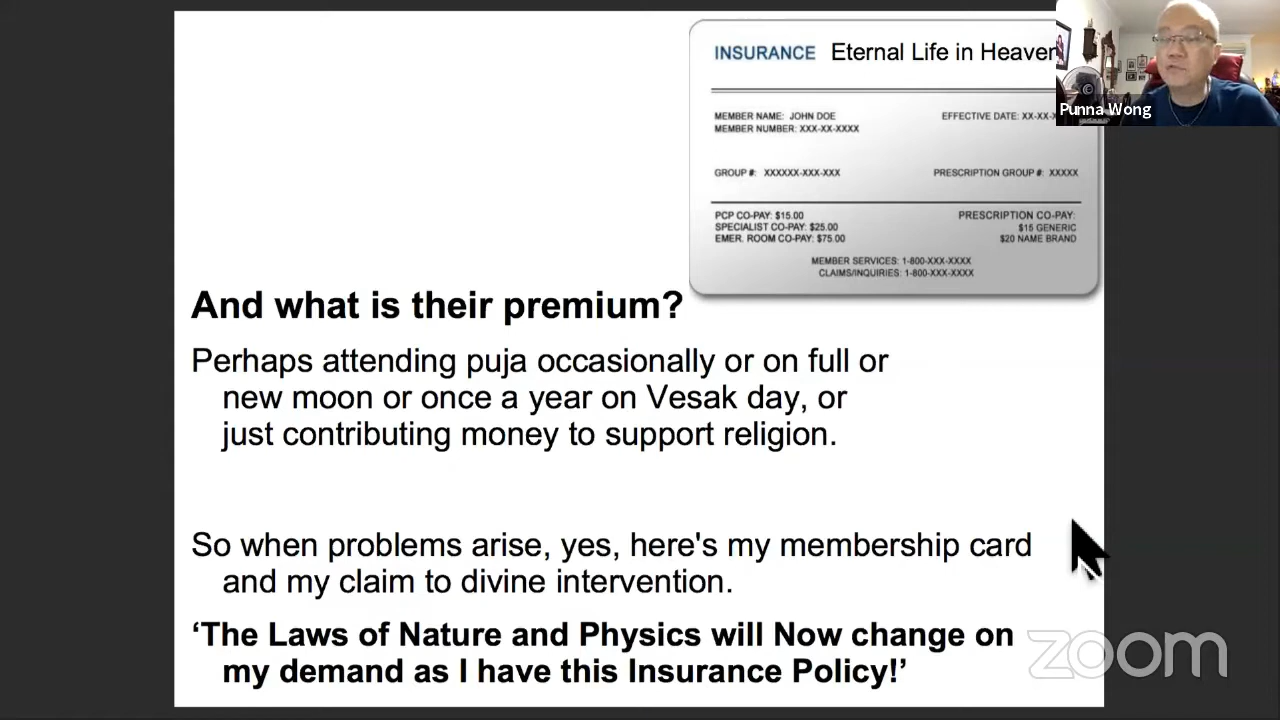 INSURANCE Eternal Life in Heaven
MEMBER NAME: JOHN DOE
MEMBER NUMBER: XXX-XX-XXXX
EFFECTIVE DATE: XX-XX-
GROUP #: XXXXXX-XXX-XXX
PRESCRIPTION GROUP #: XXXXX
PCP CO-PAY: $15.00
SPECIALIST CO-PAY: $25.00
EMER. ROOM CO-PAY: $75.00
PRESCRIPTION CO-PAY:
$15 GENERIC
$20 NAME BRAND
MEMBER SERVICES: 1-800-XXX-XXXX
CLAIMS/INQUIRIES: 1-800-XXX-XXXX
Punna Wong
And what is their premium?
Perhaps attending puja occasionally or on full or
new moon or once a year on Vesak day, or
just contributing money to support religion.
So when problems arise, yes, here's my membership card
and my claim to divine intervention.
‘The Laws of Nature and Physics will Now change on
my demand as I have this Insurance Policy!’
zoom